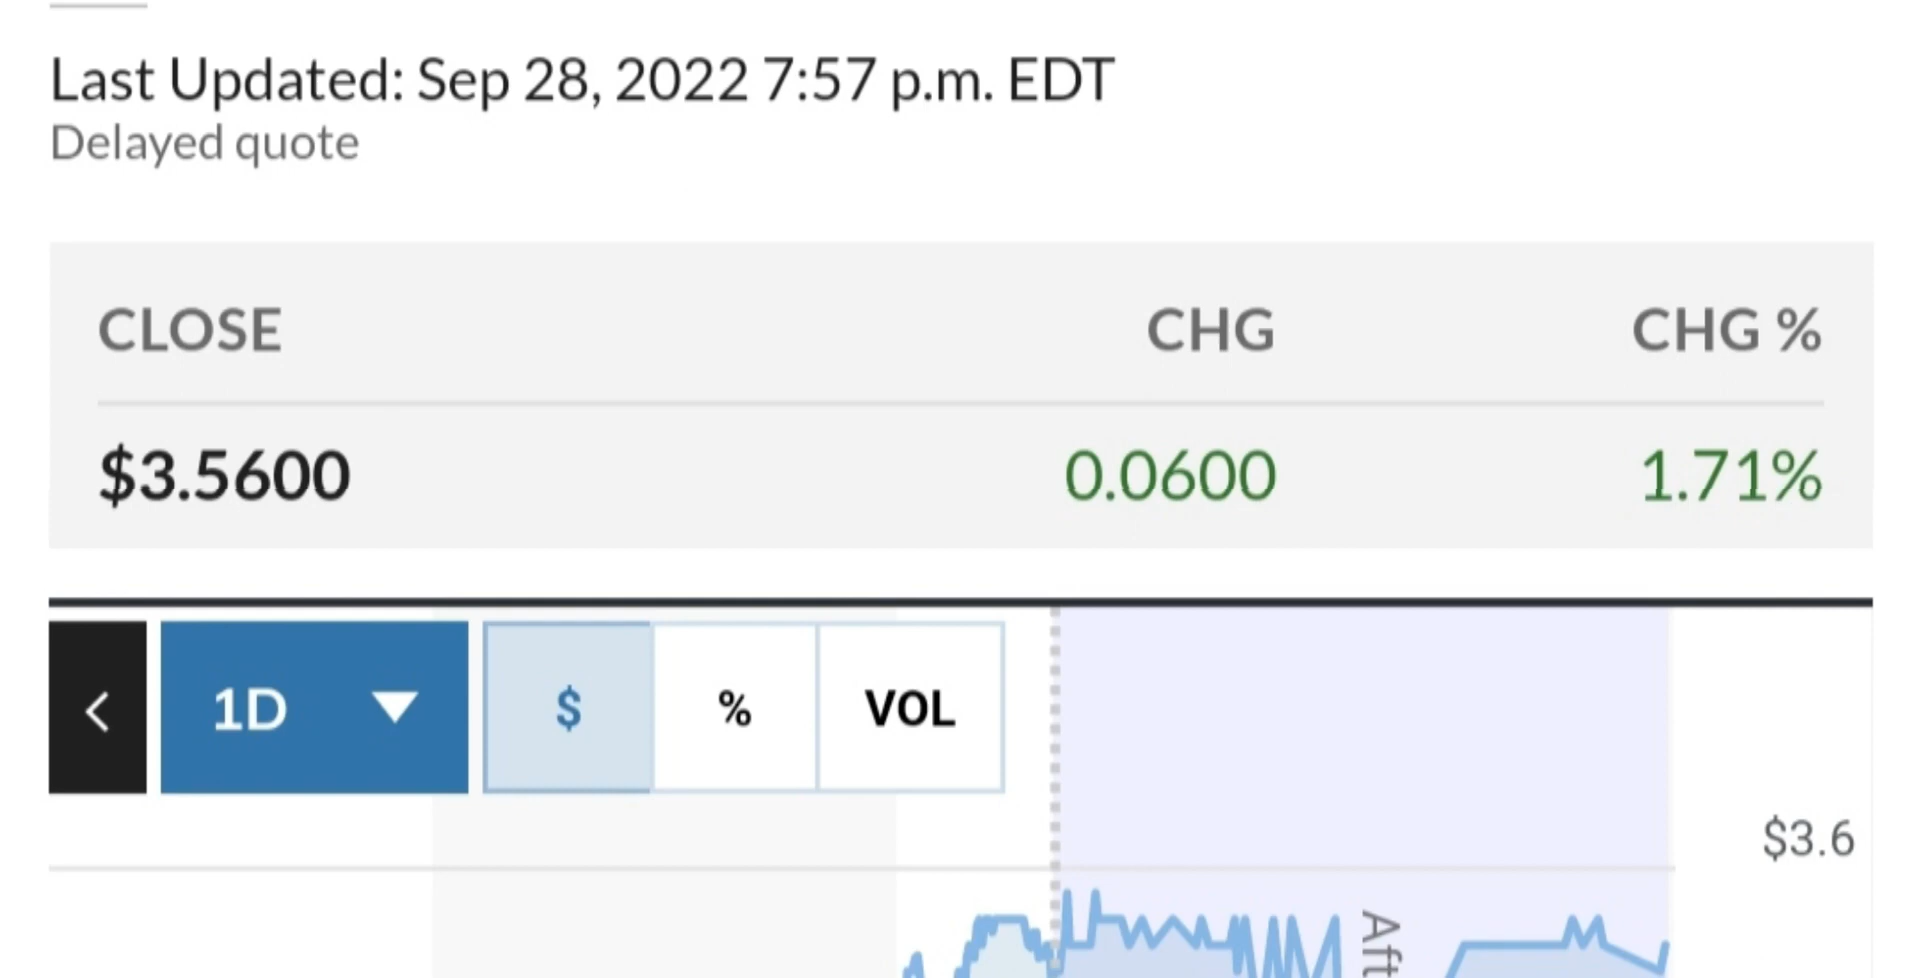 Last Updated: Sep 28, 2022 7:57 p.m. EDT
Delayed quote
CLOSE CHG CHG %
$3.5600 0.0600 1.71%
1D $ % VOL
$3.6
Aft